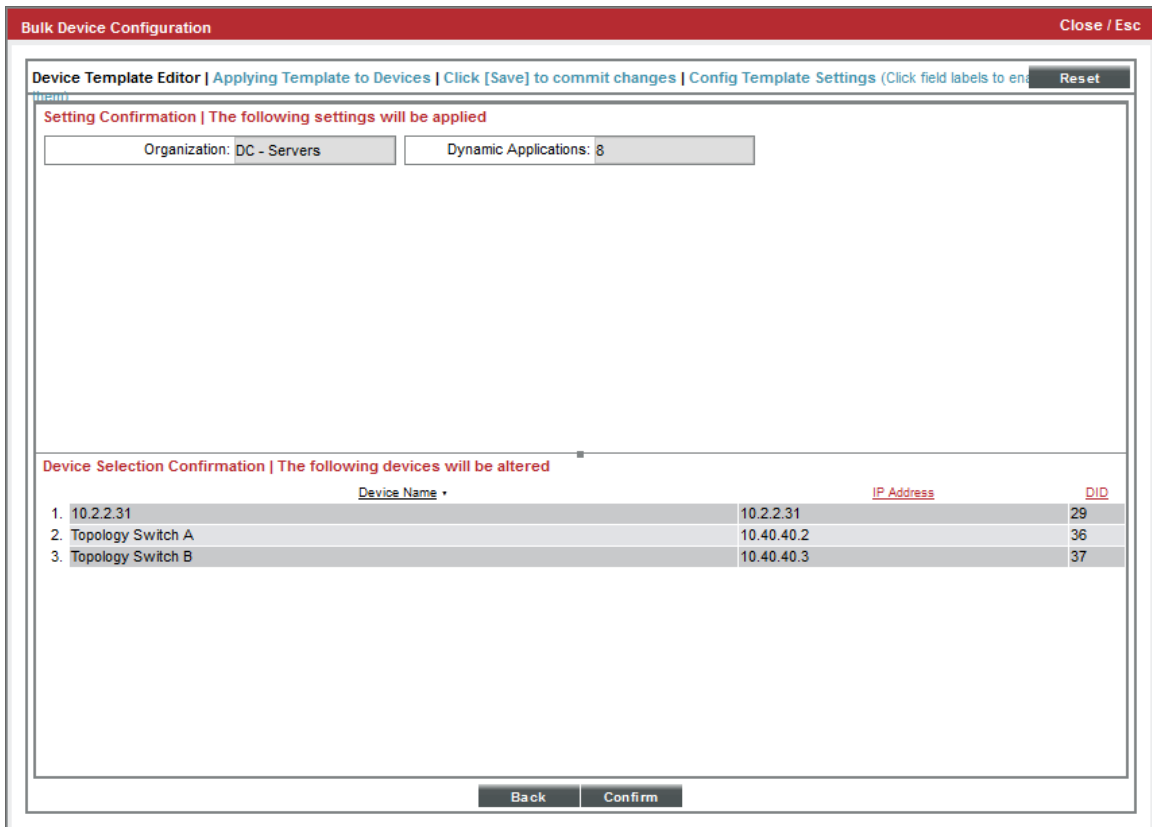 Bulk Device Configuration Close / Esc
Device Template Editor | Applying Template to Devices | Click [Save] to commit changes | Config Template Settings (Click field labels to ena Reset
them)
Setting Confirmation | The following settings will be applied
Organization: DC - Servers Dynamic Applications: 8
Device Selection Confirmation | The following devices will be altered
Device Name IP Address DID
1. 10.2.2.31 10.2.2.31 29
2. Topology Switch A 10.40.40.2 36
3. Topology Switch B 10.40.40.3 37
Back Confirm